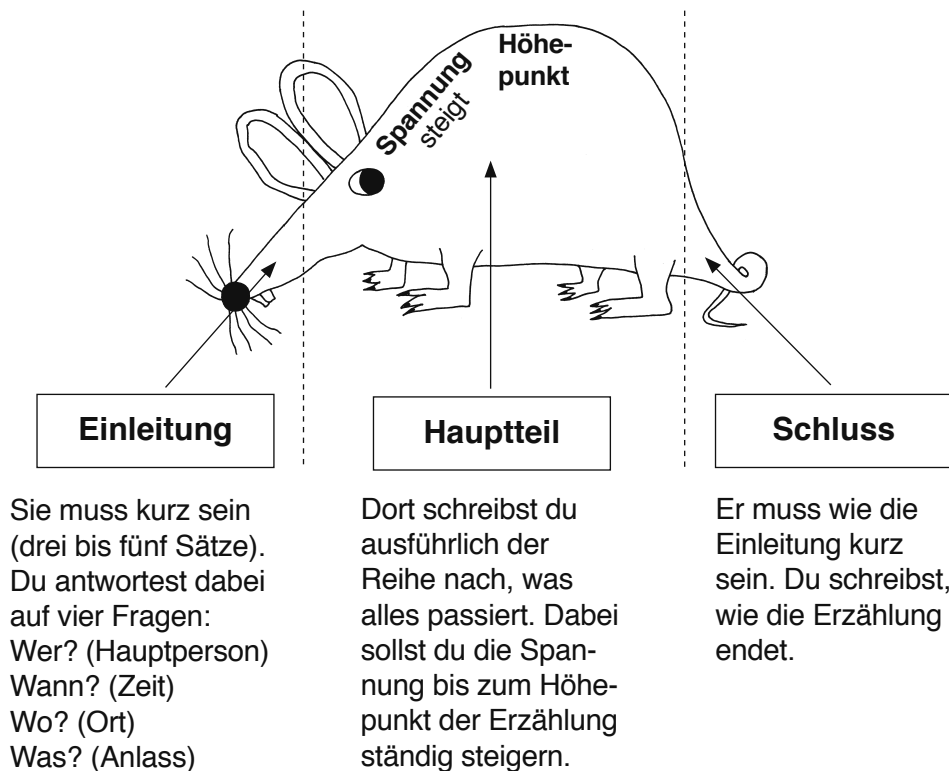 Höhe-
punkt
Spannung
steigt
Einleitung
Sie muss kurz sein
(drei bis fünf Sätze).
Du antwortest dabei
auf vier Fragen:
Wer? (Hauptperson)
Wann? (Zeit)
Wo? (Ort)
Was? (Anlass)
Hauptteil
Dort schreibst du
ausführlich der
Reihe nach, was
alles passiert. Dabei
sollst du die Span-
nung bis zum Höhe-
punkt der Erzählung
ständig steigern.
Schluss
Er muss wie die
Einleitung kurz
sein. Du schreibst,
wie die Erzählung
endet.